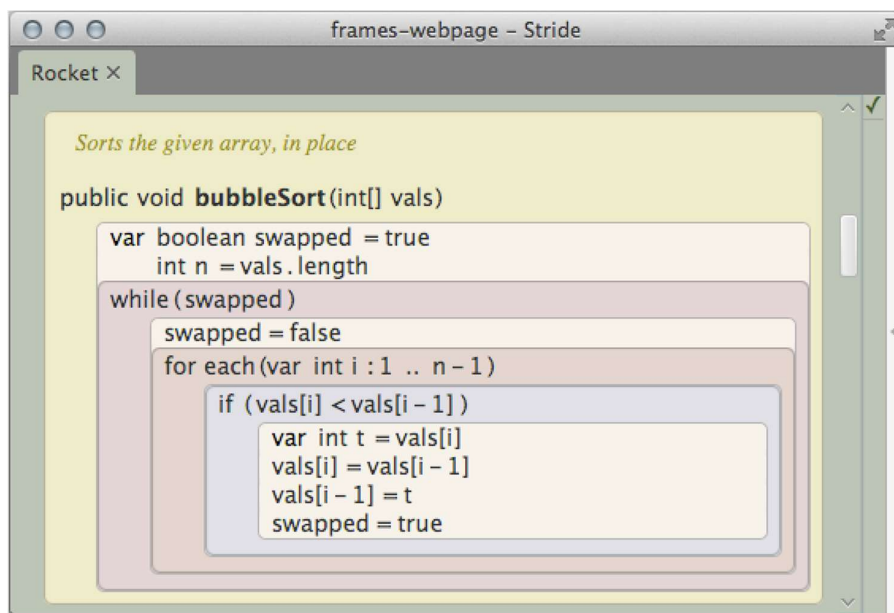 frames-webpage – Stride
Rocket ×
Sorts the given array, in place
public void bubbleSort(int[] vals)
var boolean swapped = true
int n = vals.length
while (swapped)
swapped = false
for each (var int i : 1 .. n – 1)
if (vals[i] < vals[i – 1])
var int t = vals[i]
vals[i] = vals[i – 1]
vals[i – 1] = t
swapped = true